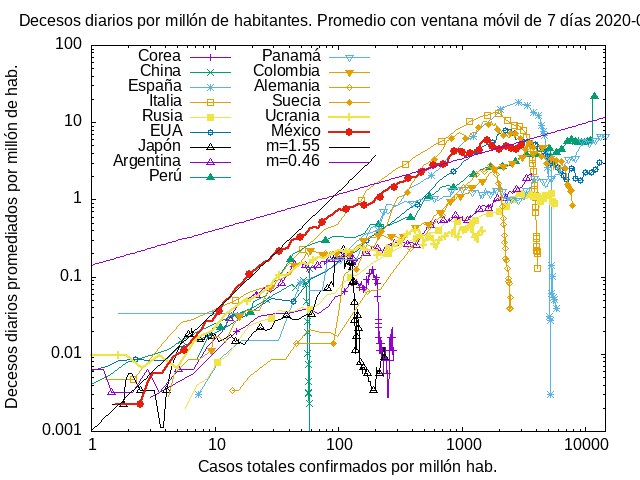 Decesos diarios por millón de habitantes. Promedio con ventana móvil de 7 días 2020-0
100
10
1
0.1
0.01
0.001
Decesos diarios promediados por millón de hab.
Corea
China
España
Italia
Rusia
EUA
Japón
Argentina
Perú
Panamá
Colombia
Alemania
Suecia
Ucrania
México
m=1.55
m=0.46
1 10 100 1000 10000
Casos totales confirmados por millón hab.